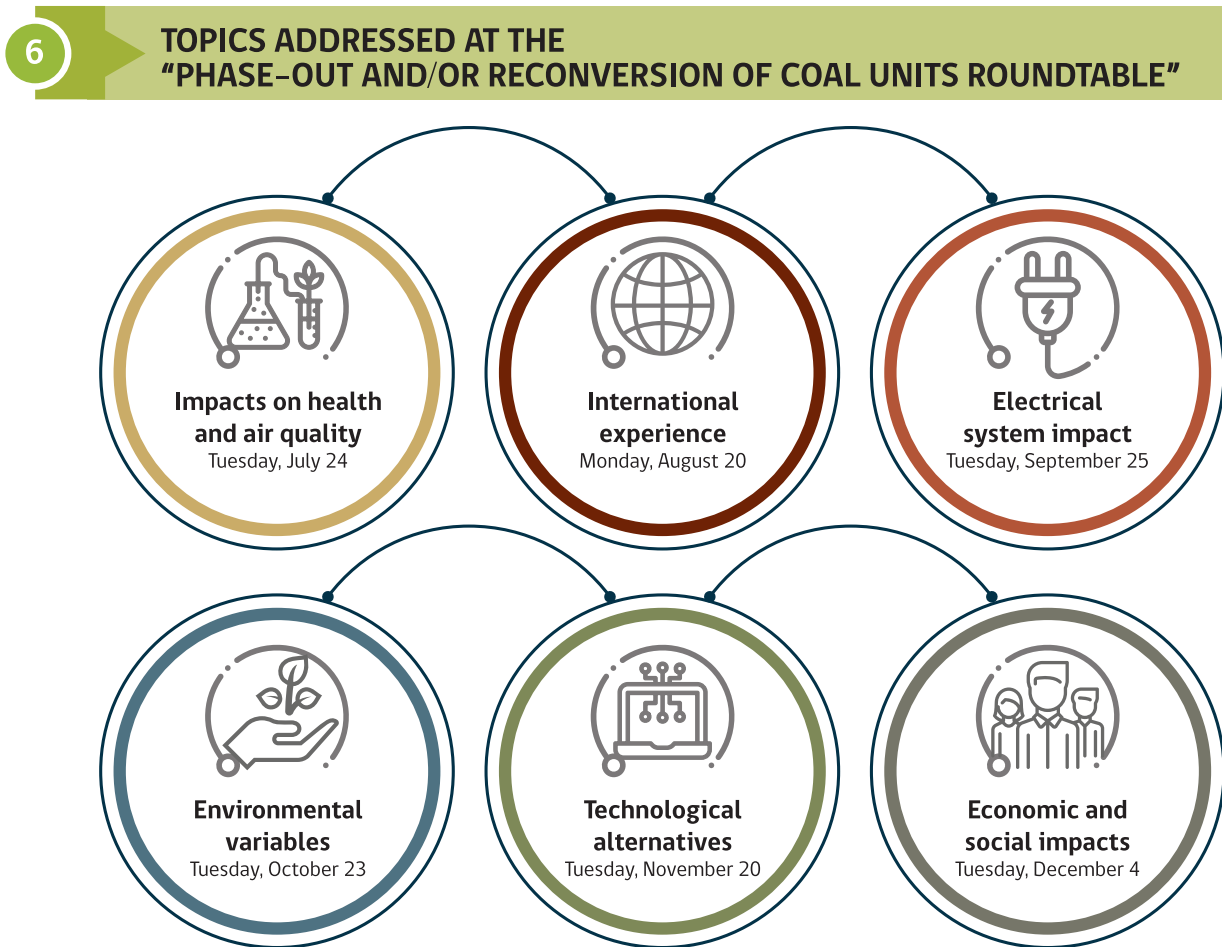 6
TOPICS ADDRESSED AT THE
"PHASE-OUT AND/OR RECONVERSION OF COAL UNITS ROUNDTABLE"
Impacts on health
and air quality
Tuesday, July 24
International
experience
Monday, August 20
Electrical
system impact
Tuesday, September 25
Environmental
variables
Tuesday, October 23
Technological
alternatives
Tuesday, November 20
Economic and
social impacts
Tuesday, December 4